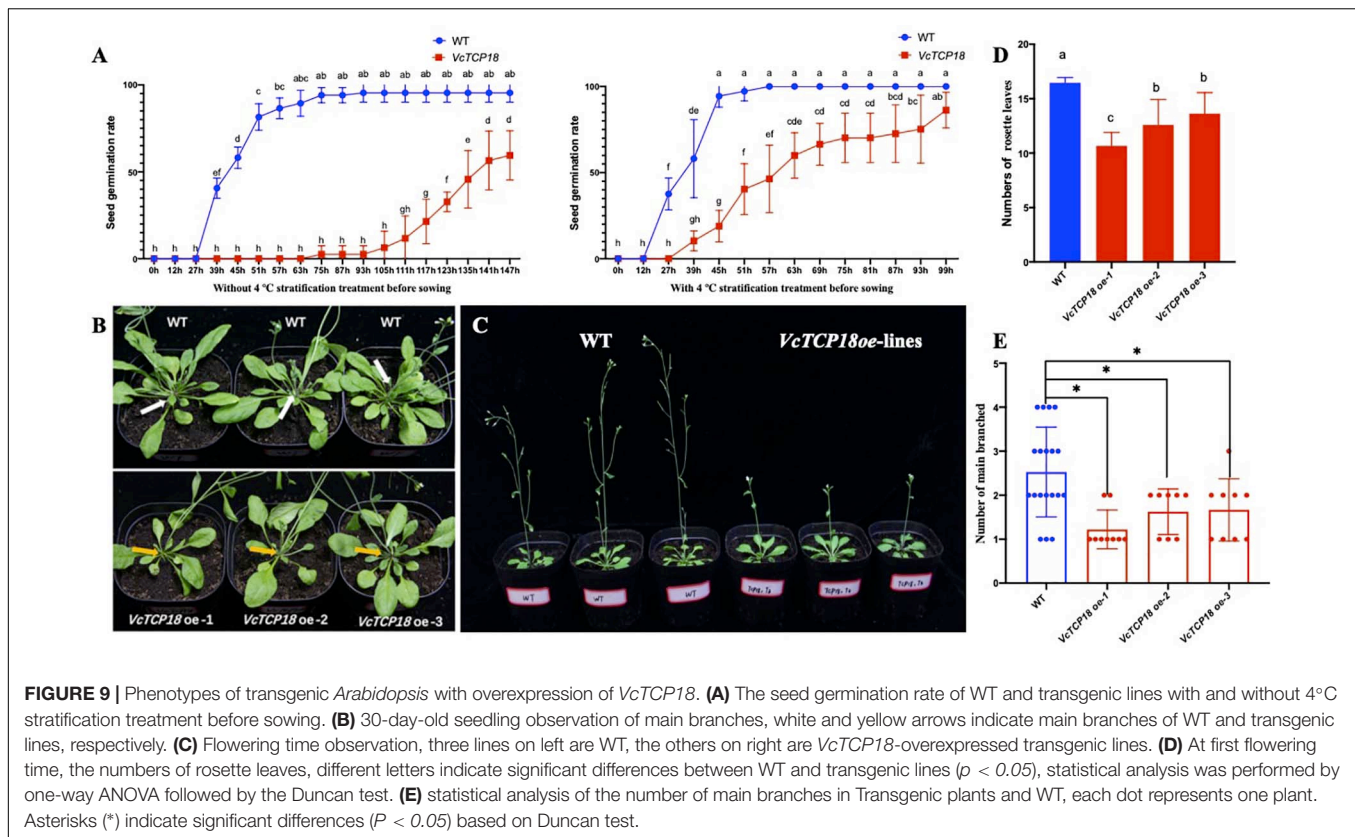 A
WT
VcTCP18
Seed germination rate
100
50
0
h h h ef d c bc abc ab ab ab ab ab ab ab ab ab ab
h h h h h h h h h h h h gh g f e d d
0h 12h 27h 39h 45h 51h 57h 63h 75h 87h 93h 105h 111h 117h 123h 135h 141h 147h
Without 4 °C stratification treatment before sowing
WT
VcTCP18
Seed germination rate
100
50
0
h h f de a a a a a a a a a a
h h h gh g f ef cde cd cd cd bcd bc ab
0h 12h 27h 39h 45h 51h 57h 63h 69h 75h 81h 87h 93h 99h
With 4 °C stratification treatment before sowing
D
Numbers of rosette leaves
20
15
10
5
0
a c b b
WT VcTCP18 oe-1 VcTCP18 oe-2 VcTCP18 oe-3
B
WT WT WT
VcTCP18 oe-1 VcTCP18 oe-2 VcTCP18 oe-3
C
WT VcTCP18oe-lines
WT WT WT
E
Number of main branched
5
4
3
2
1
0
*
*
*
WT VcTCP18 oe-1 VcTCP18 oe-2 VcTCP18 oe-3
FIGURE 9 | Phenotypes of transgenic Arabidopsis with overexpression of VcTCP18. (A) The seed germination rate of WT and transgenic lines with and without 4°C
stratification treatment before sowing. (B) 30-day-old seedling observation of main branches, white and yellow arrows indicate main branches of WT and transgenic
lines, respectively. (C) Flowering time observation, three lines on left are WT, the others on right are VcTCP18-overexpressed transgenic lines. (D) At first flowering
time, the numbers of rosette leaves, different letters indicate significant differences between WT and transgenic lines (p < 0.05), statistical analysis was performed by
one-way ANOVA followed by the Duncan test. (E) statistical analysis of the number of main branches in Transgenic plants and WT, each dot represents one plant.
Asterisks (*) indicate significant differences (P < 0.05) based on Duncan test.